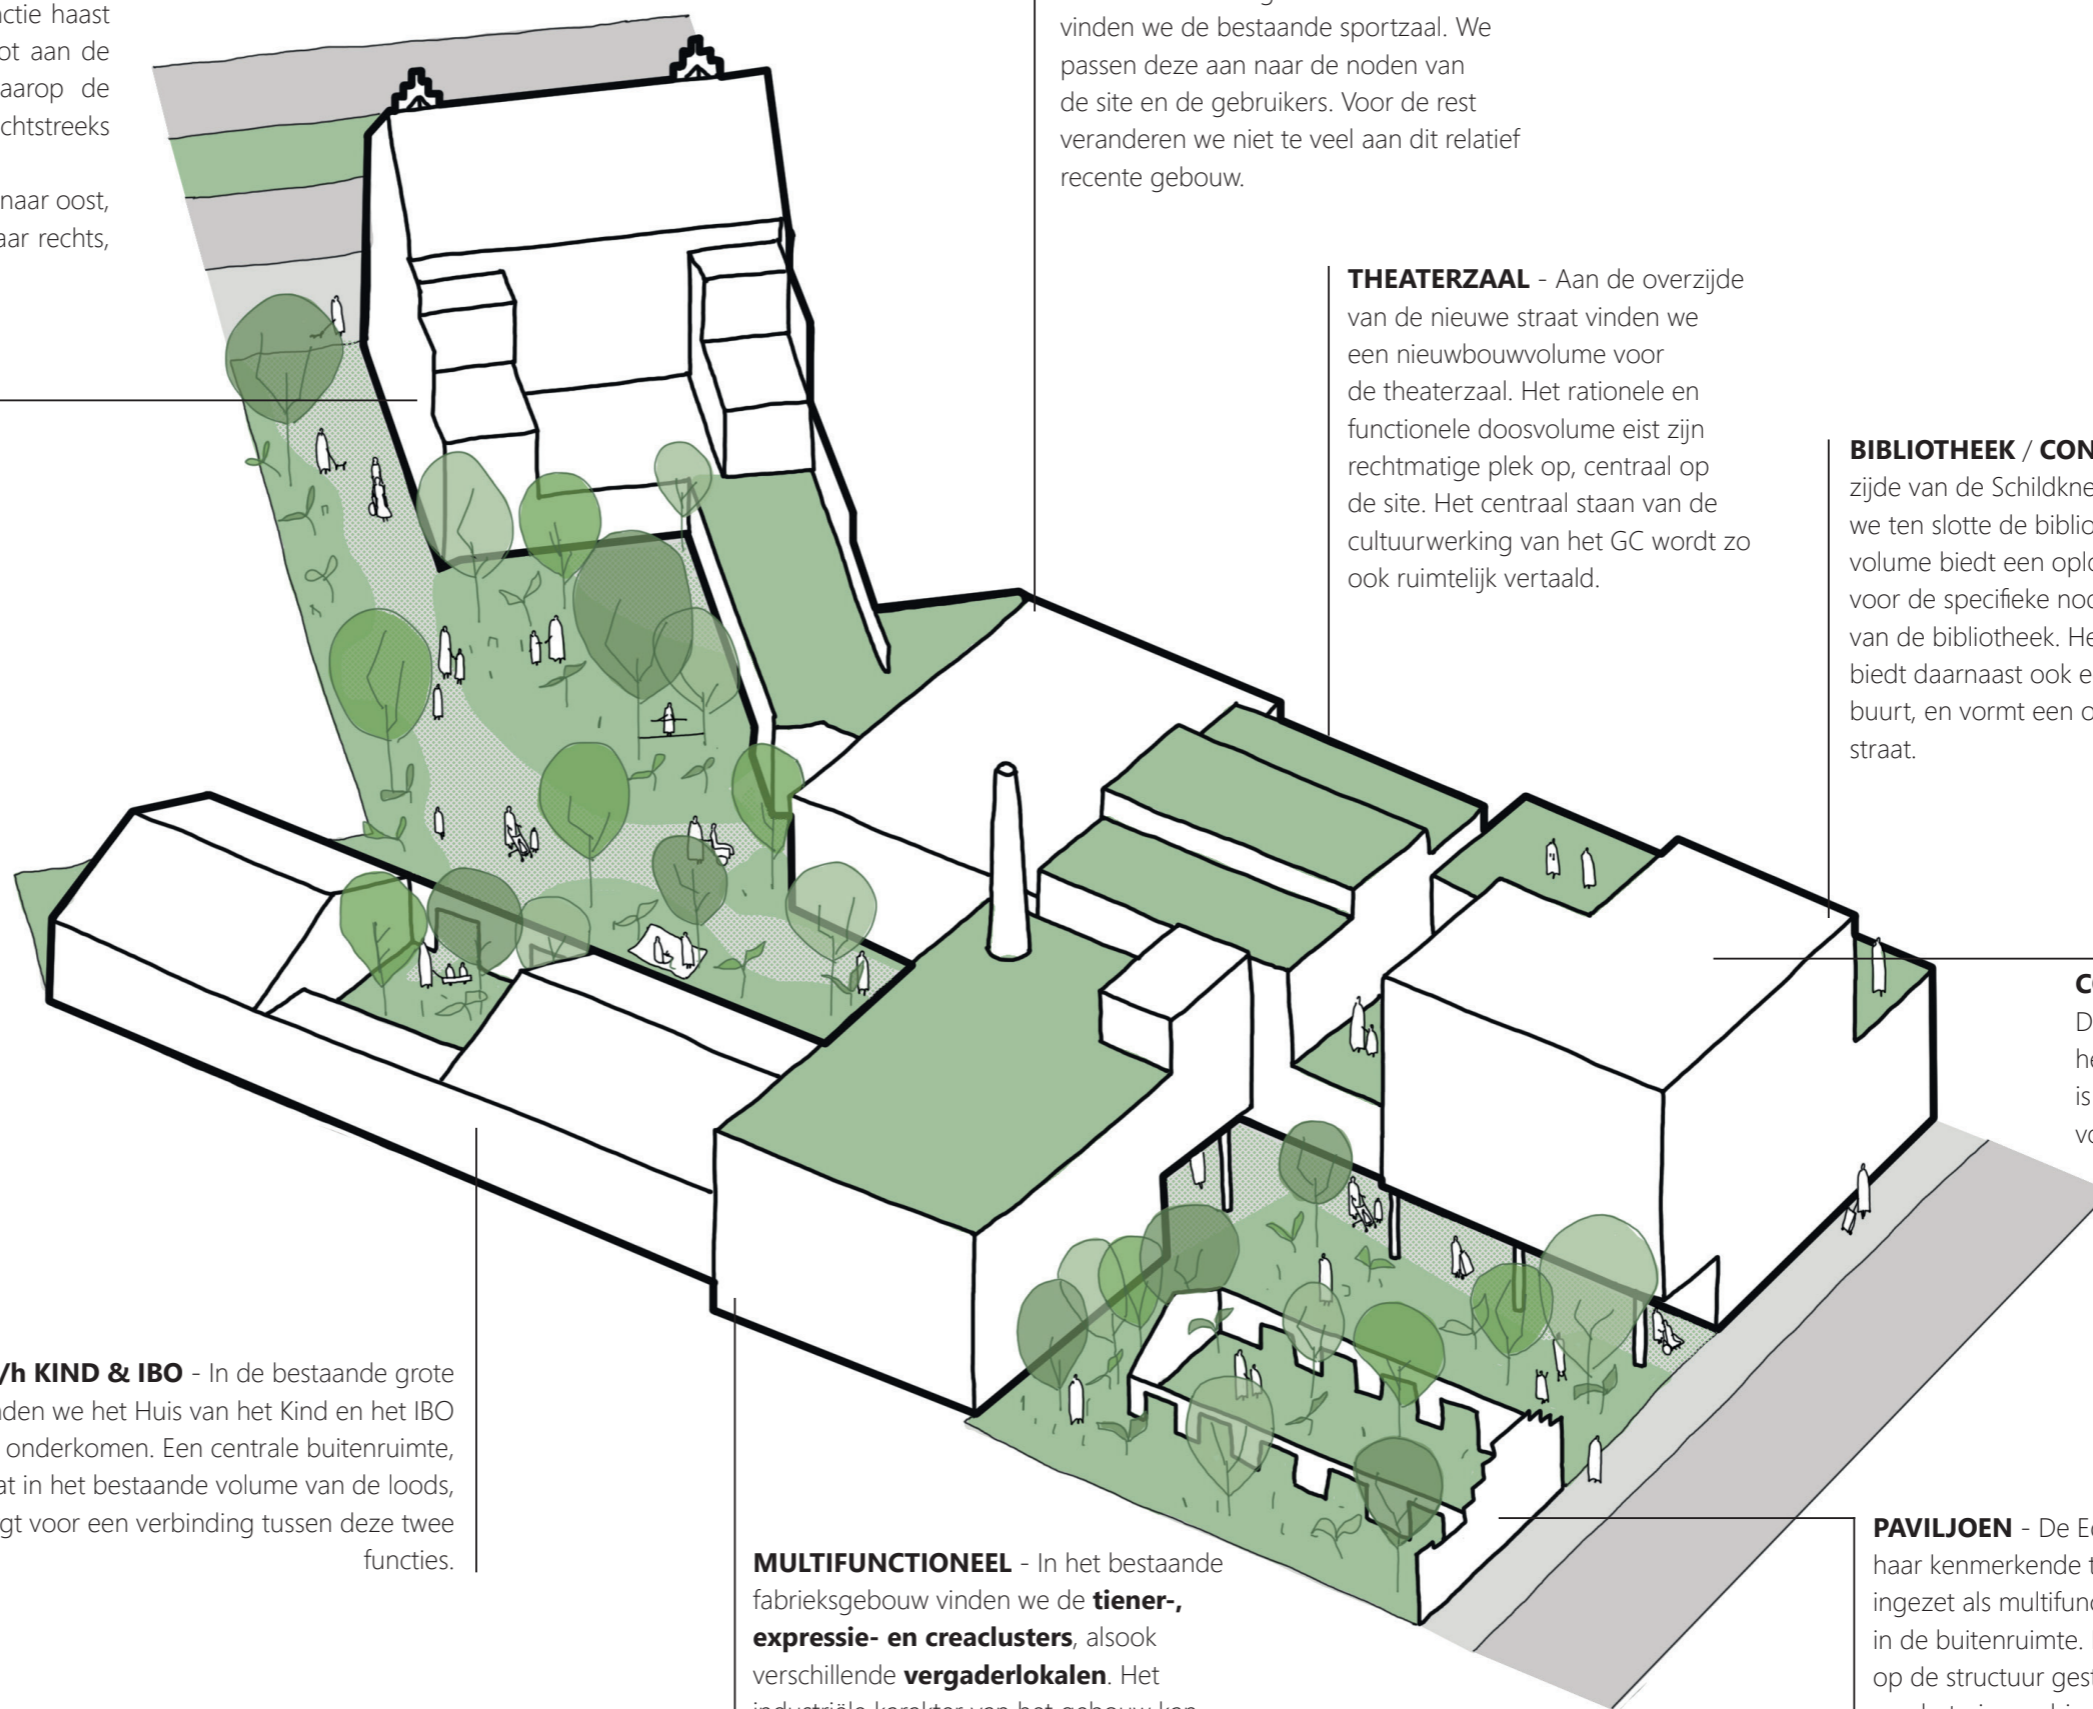 haast
aan de
de
naar oost,
rechts,
vinden we de bestaande sportzaal. We
passen deze aan naar de noden van
de site en de gebruikers. Voor de rest
veranderen we niet te veel aan dit relatief
recente gebouw.
THEATERZAAL - Aan de overzijde
van de nieuwe straat vinden we
een nieuwbouwvolume voor
de theaterzaal. Het rationele en
functionele doosvolume eist zijn
rechtmatige plek op, centraal op
de site. Het centraal staan van de
cultuurwerking van het GC wordt zo
ook ruimtelijk vertaald.
BIBLIOTHEEK / CON
zijde van de Schildkne
we ten slotte de biblio
volume biedt een oplo
voor de specifieke noo
van de bibliotheek. He
biedt daarnaast ook e
buurt, en vormt een o
straat.
D
he
is
vo
/h KIND & IBO - In de bestaande grote
den we het Huis van het Kind en het IBO
onderkomen. Een centrale buitenruimte,
at in het bestaande volume van de loods,
gt voor een verbinding tussen deze twee
functies.
MULTIFUNCTIONEEL - In het bestaande
fabrieksgebouw vinden we de tiener-,
expressie- en creaclusters, alsook
verschillende vergaderlokalen. Het
industriële karakter van het gebouw kan
PAVILJOEN - De
haar kenmerkende t
ingezet als multifunc
in de buitenruimte.
op de structuur gest